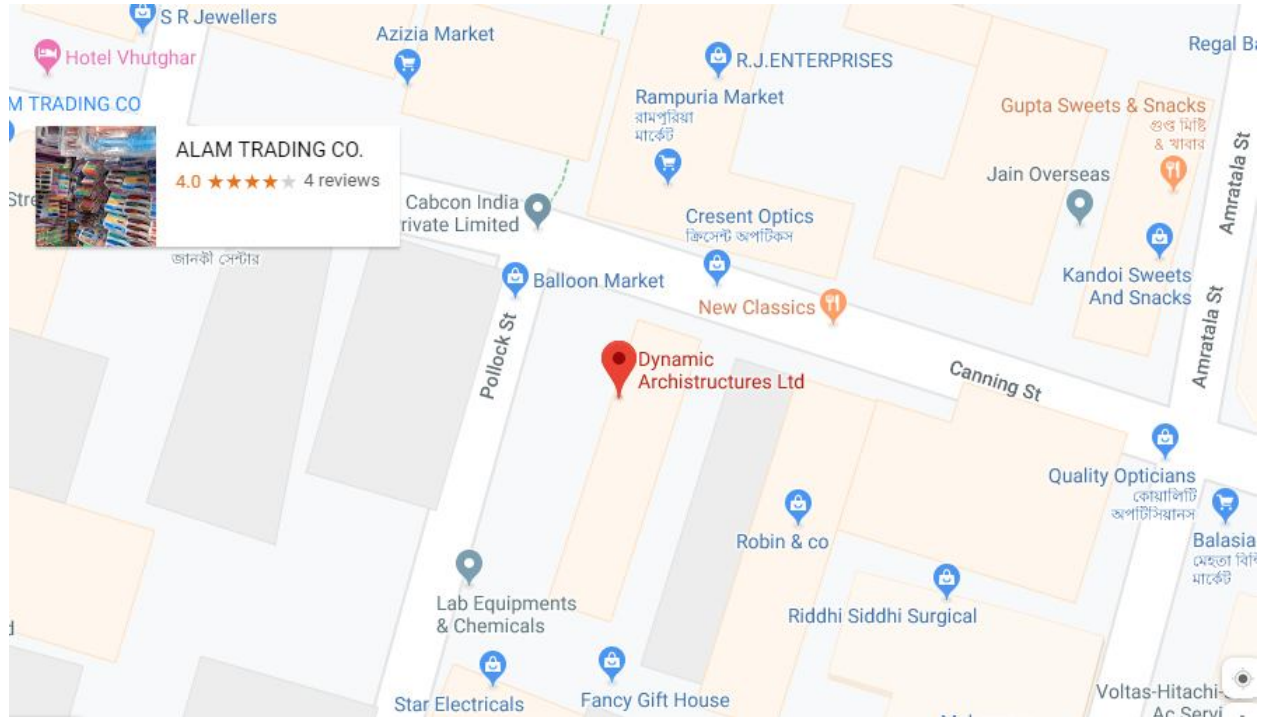 S R Jewellers
Hotel Vhutghar
Azizia Market
R.J.ENTERPRISES
Regal
M TRADING CO
Rampuria Market
রামপুরিয়া
মার্কেট
Gupta Sweets & Snacks
গুপ্ত মিষ্টি
& খাবার
ALAM TRADING CO.
4.0 4 reviews
Jain Overseas
Amratala St
Cabcon India
rivate Limited
Cresent Optics
ক্রিসেন্ট অপটিকস
জানকী সেন্টার
Balloon Market
Kandoi Sweets
And Snacks
New Classics
Pollock St
Amratala St
Dynamic
Archistructures Ltd
Canning St
Quality Opticians
কোয়ালিটি
অপটিসিয়ানস
Robin & co
Balasia
মেহতা
মার্কেট
Lab Equipments
& Chemicals
Riddhi Siddhi Surgical
Star Electricals
Fancy Gift House
Voltas-Hitachi-
Ac Servi